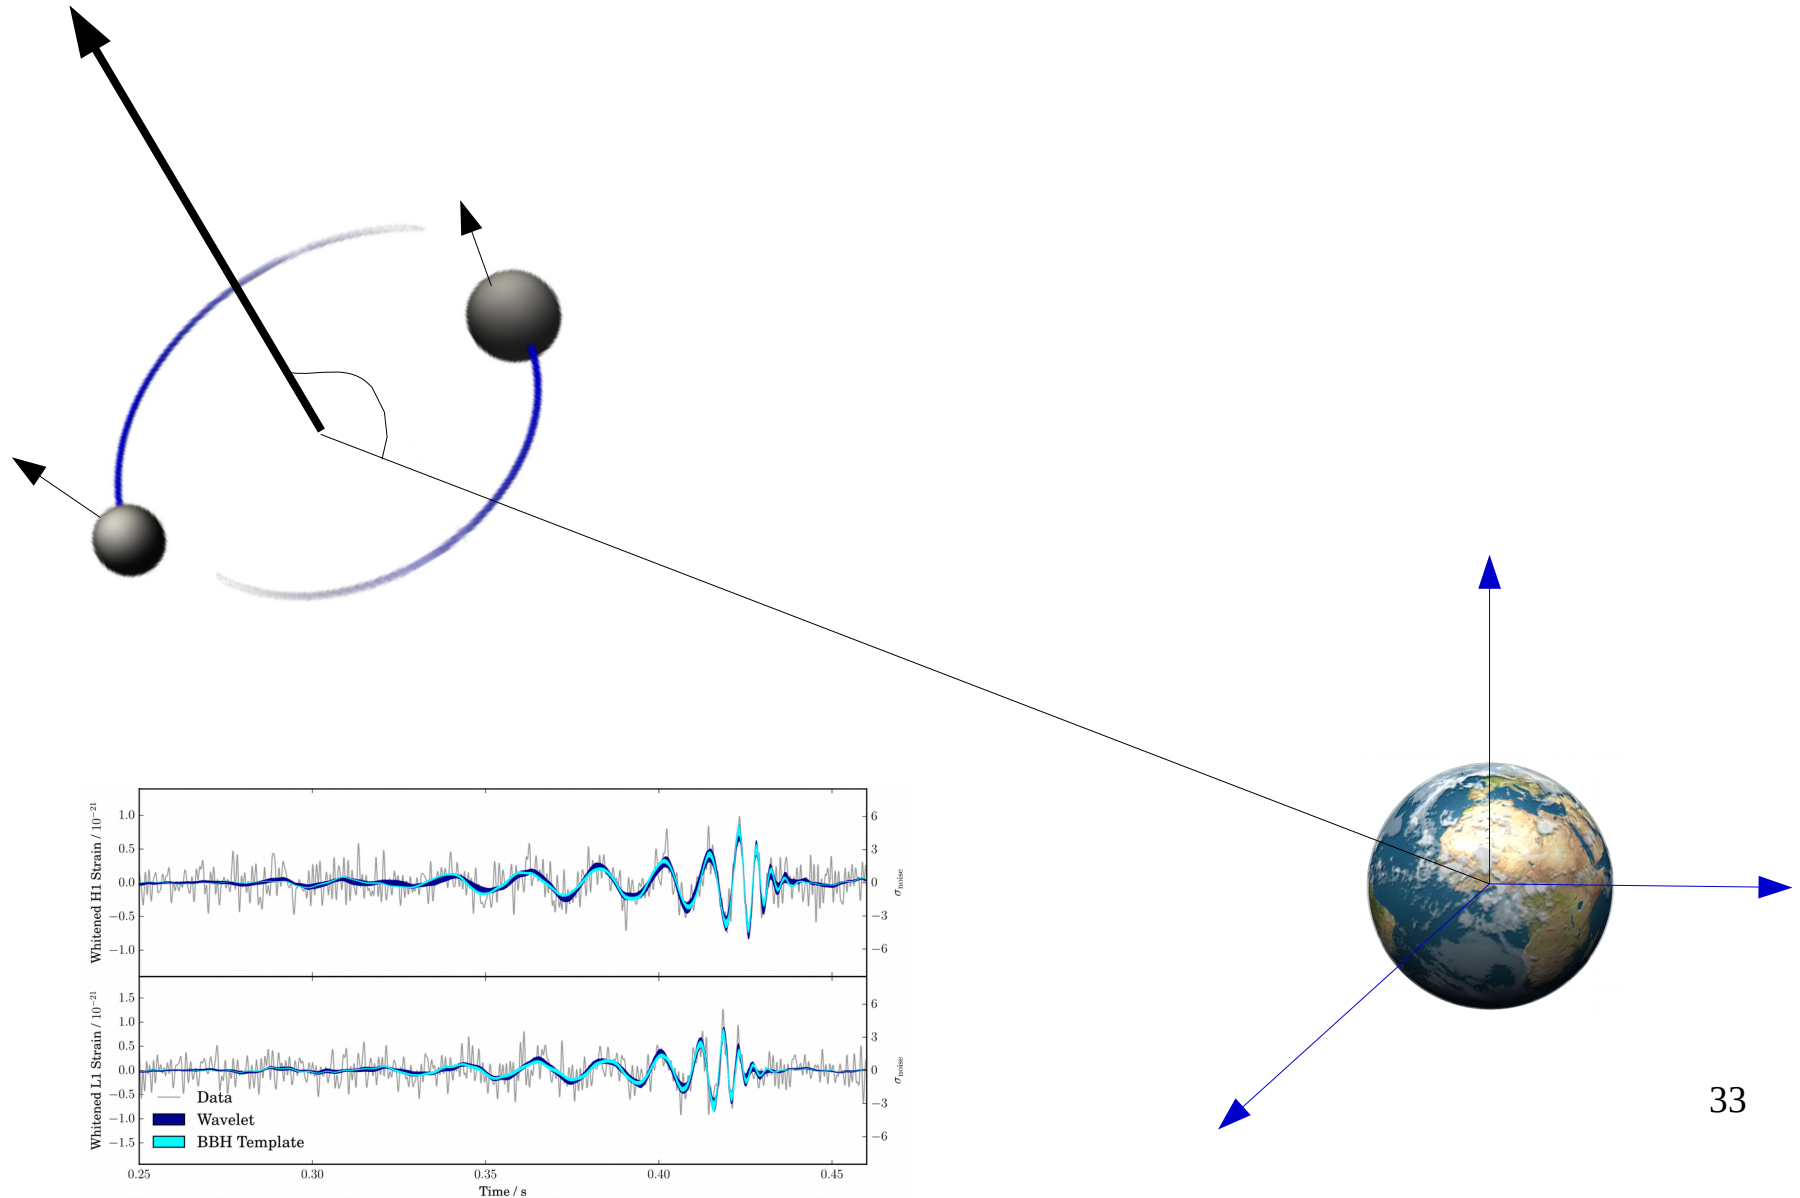 Whitened H1 Strain / 10⁻²¹
1.0
0.5
0.0
−0.5
−1.0
6
3
0
−3
−6
σnoise
Whitened L1 Strain / 10⁻²¹
1.5
1.0
0.5
0.0
−0.5
−1.0
−1.5
6
3
0
−3
−6
σnoise
Data
Wavelet
BBH Template
0.25 0.30 0.35 0.40 0.45
Time / s
33